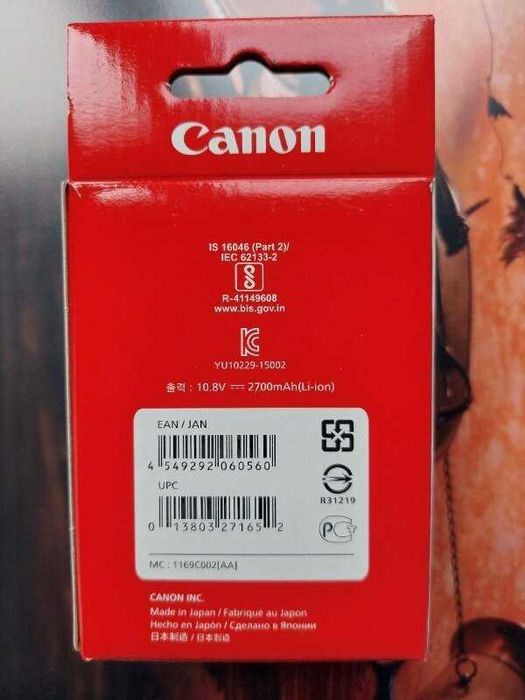 Canon
IS 16046 (Part 2)/
IEC 62133-2
R-41149608
www.bis.gov.in
YU10229-15002
출력 : 10.8V ⎓ 2700mAh(Li-ion)
EAN / JAN
4 549292 060560
UPC
0 13803 27165 2
R31219
PG+
MC : 1169C002[AA]
CANON INC.
Made in Japan / Fabriqué au Japon
Hecho en Japón / Сделано в Японии
日本制造 / 日本製造